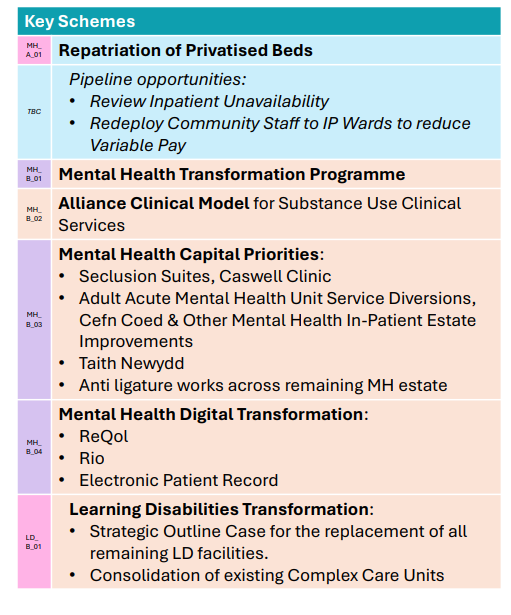 Key Schemes
MH_
A_01
Repatriation of Privatised Beds
TBC
Pipeline opportunities:
• Review Inpatient Unavailability
• Redeploy Community Staff to IP Wards to reduce
Variable Pay
MH_
B_01
Mental Health Transformation Programme
MH_
B_02
Alliance Clinical Model for Substance Use Clinical
Services
MH_
B_03
Mental Health Capital Priorities:
• Seclusion Suites, Caswell Clinic
• Adult Acute Mental Health Unit Service Diversions,
Cefn Coed & Other Mental Health In-Patient Estate
Improvements
• Taith Newydd
• Anti ligature works across remaining MH estate
MH_
B_04
Mental Health Digital Transformation:
• ReQol
• Rio
• Electronic Patient Record
LD_
B_01
Learning Disabilities Transformation:
• Strategic Outline Case for the replacement of all
remaining LD facilities.
• Consolidation of existing Complex Care Units